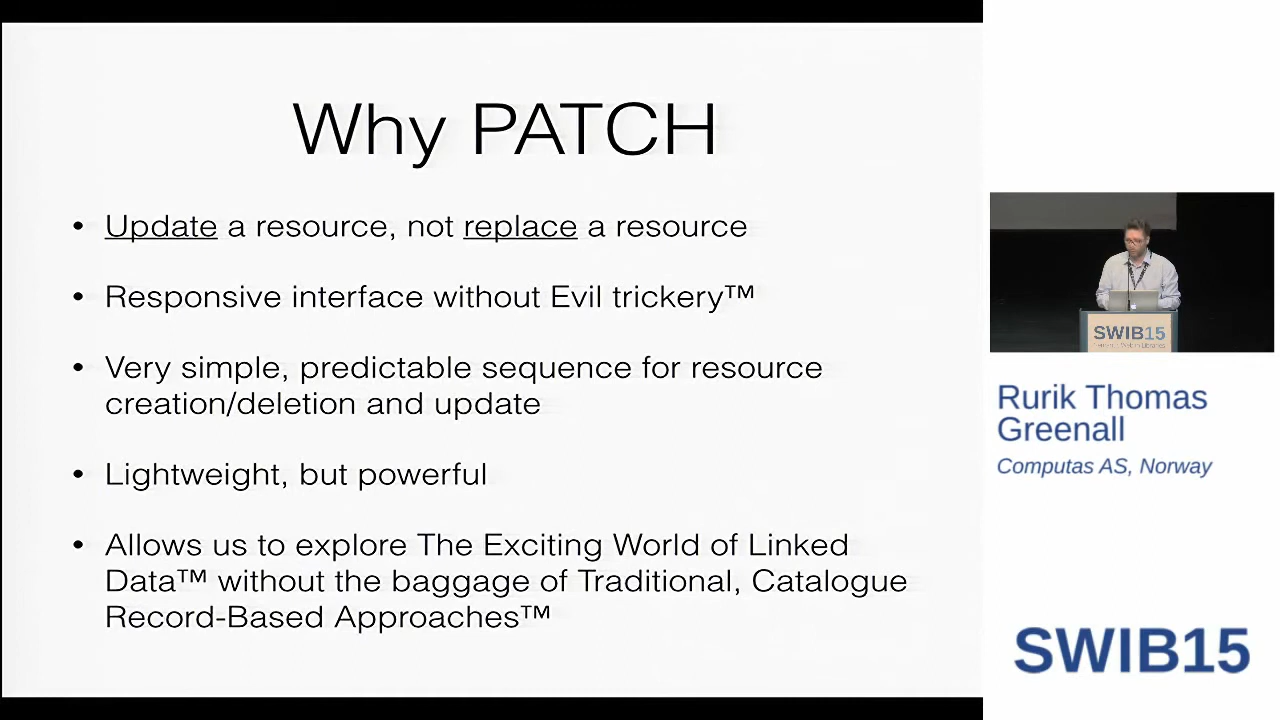 Why PATCH
• Update a resource, not replace a resource
• Responsive interface without Evil trickery™
• Very simple, predictable sequence for resource
creation/deletion and update
• Lightweight, but powerful
• Allows us to explore The Exciting World of Linked
Data™ without the baggage of Traditional, Catalogue
Record-Based Approaches™
SWIB15
Rurik Thomas
Greenall
Computas AS, Norway
SWIB15